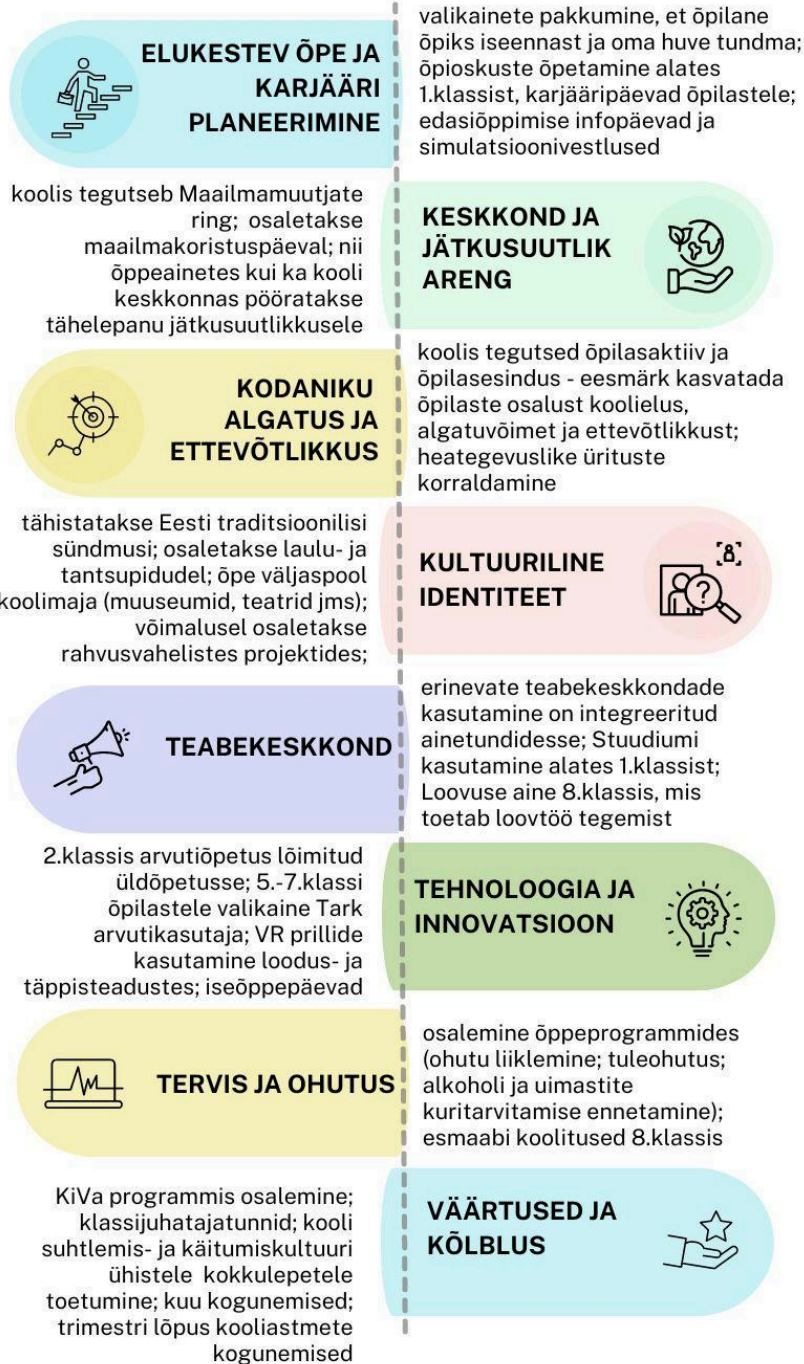 ELUKESTEV ÕPE JA
KARJÄÄRI
PLANEERIMINE
valikainete pakkumine, et õpilane
õpiks iseennast ja oma huve tundma;
õpioskuste õpetamine alates
1.klassist, karjääripäevad õpilastele;
edasiõppimise infopäevad ja
simulatsioonivestlused
koolis tegutseb Maailmamuutjate
ring; osaletakse
maailmakoristuspäeval; nii
õppeainetes kui ka kooli
keskkonnas pööratakse
tähelepanu jätkusuutlikkusele
KESKKOND JA
JÄTKUSUUTLIK
ARENG
KODANIKU
ALGATUS JA
ETTEVÕTLIKKUS
koolis tegutsed õpilasaktiiv ja
õpilasesindus - eesmärk kasvatada
õpilaste osalust koolielus,
algatuvõimet ja ettevõtlikkust;
heategevuslike ürituste
korraldamine
tähistatakse Eesti traditsioonilisi
sündmusi; osaletakse laulu- ja
tantsupidudel; õpe väljaspool
koolimaja (muuseumid, teatrid jms);
võimalusel osaletakse
rahvusvahelistes projektides;
KULTUURILINE
IDENTITEET
TEABEKESKKOND
erinevate teabekeskkondade
kasutamine on integreeritud
ainetundidesse; Stuudiumi
kasutamine alates 1.klassist;
Loovuse aine 8.klassis, mis
toetab loovtöö tegemist
2.klassis arvutiõpetus lõimitud
üldõpetusse; 5.-7.klassi
õpilastele valikaine Tark
arvutikasutaja; VR prillide
kasutamine loodus- ja
täppisteadustes; iseõppepäevad
TEHNOLOOGIA JA
INNOVATSIOON
TERVIS JA OHUTUS
osalemine õppeprogrammides
(ohutu liiklemine; tuleohutus;
alkoholi ja uimastite
kuritarvitamise ennetamine);
esmaabi koolitused 8.klassis
KiVa programmis osalemine;
klassijuhatajatunnid; kooli
suhtlemis- ja käitumiskultuuri
ühistele kokkulepetele
toetumine; kuu kogunemised;
trimestri lõpus kooliastmete
kogunemised
VÄÄRTUSED JA
KÕLBLUS